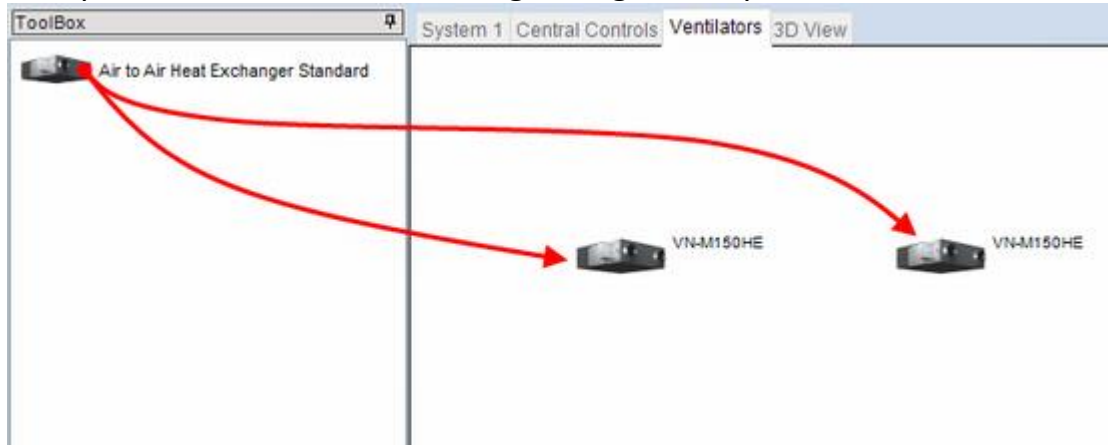 ToolBox
System 1 Central Controls Ventilators 3D View
Air to Air Heat Exchanger Standard
VN-M150HE
VN-M150HE